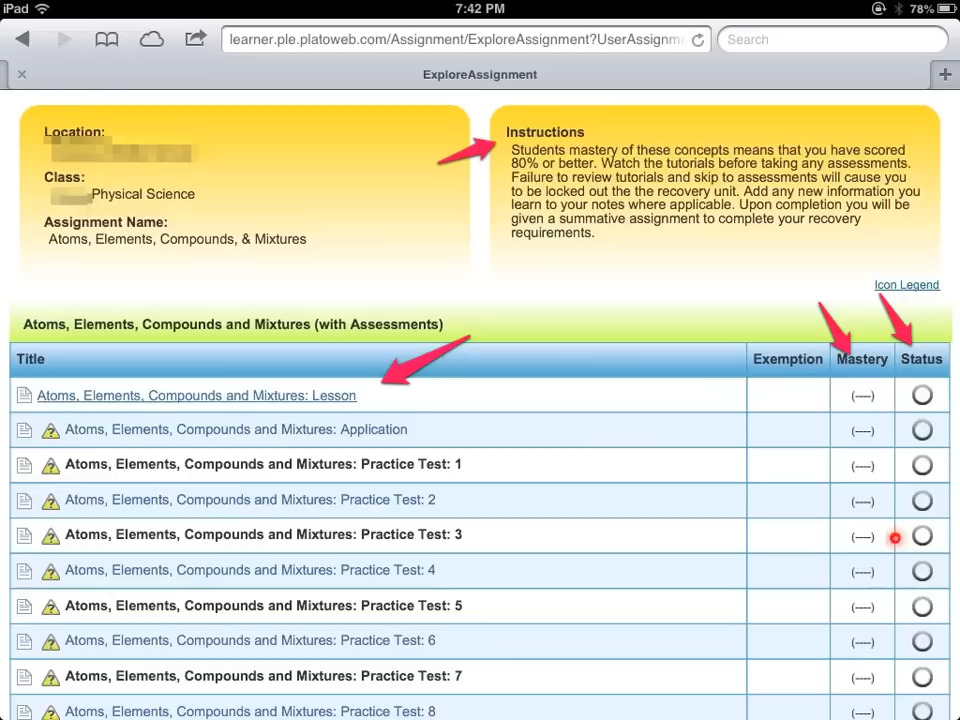 iPad 7:42 PM 78%
learner.ple.platoweb.com/Assignment/ExploreAssignment?UserAssignm Search
ExploreAssignment
Location:
Class:
Physical Science
Assignment Name:
Atoms, Elements, Compounds, & Mixtures
Instructions
Students mastery of these concepts means that you have scored
80% or better. Watch the tutorials before taking any assessments.
Failure to review tutorials and skip to assessments will cause you
to be locked out the the recovery unit. Add any new information you
learn to your notes where applicable. Upon completion you will be
given a summative assignment to complete your recovery
requirements.
Icon Legend
Atoms, Elements, Compounds and Mixtures (with Assessments)
Title Exemption Mastery Status
Atoms, Elements, Compounds and Mixtures: Lesson (----)
Atoms, Elements, Compounds and Mixtures: Application (----)
Atoms, Elements, Compounds and Mixtures: Practice Test: 1 (----)
Atoms, Elements, Compounds and Mixtures: Practice Test: 2 (----)
Atoms, Elements, Compounds and Mixtures: Practice Test: 3 (----)
Atoms, Elements, Compounds and Mixtures: Practice Test: 4 (----)
Atoms, Elements, Compounds and Mixtures: Practice Test: 5 (----)
Atoms, Elements, Compounds and Mixtures: Practice Test: 6 (----)
Atoms, Elements, Compounds and Mixtures: Practice Test: 7 (----)
Atoms, Elements, Compounds and Mixtures: Practice Test: 8 (----)